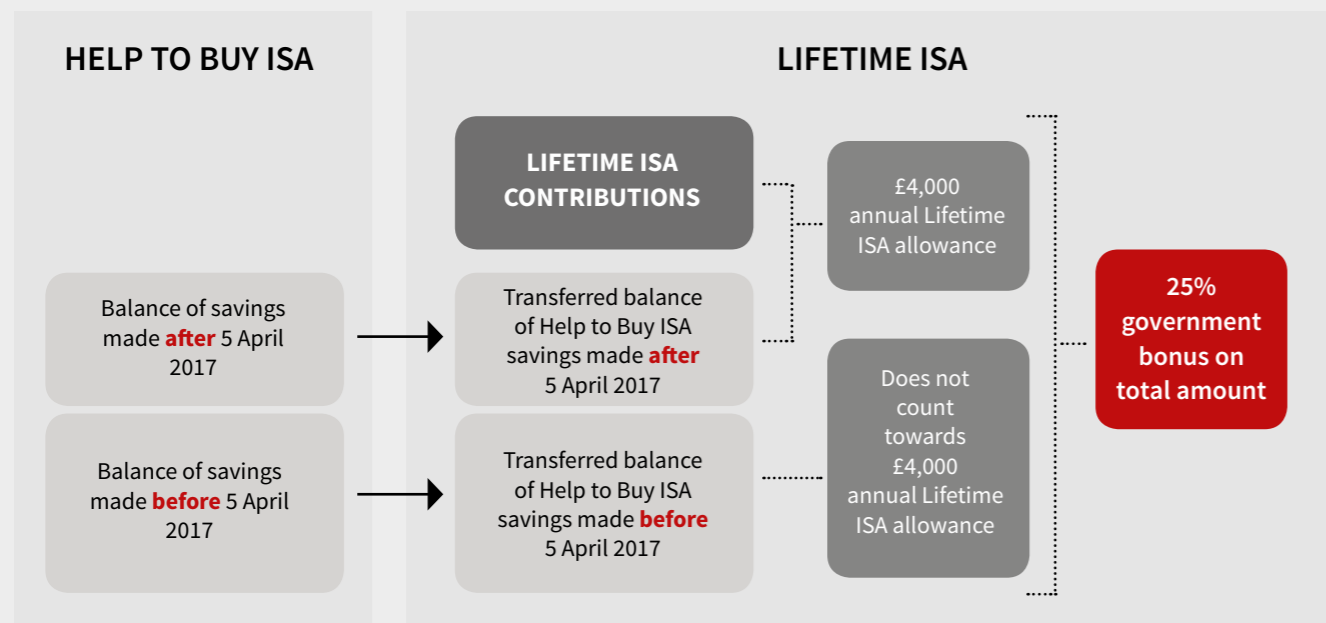 HELP TO BUY ISA
LIFETIME ISA
LIFETIME ISA
CONTRIBUTIONS
£4,000
annual Lifetime
ISA allowance
Balance of savings
made after 5 April
2017
Transferred balance
of Help to Buy ISA
savings made after
5 April 2017
25%
government
bonus on
total amount
Balance of savings
made before 5 April
2017
Transferred balance
of Help to Buy ISA
savings made before
5 April 2017
Does not
count
towards
£4,000
annual Lifetime
ISA allowance